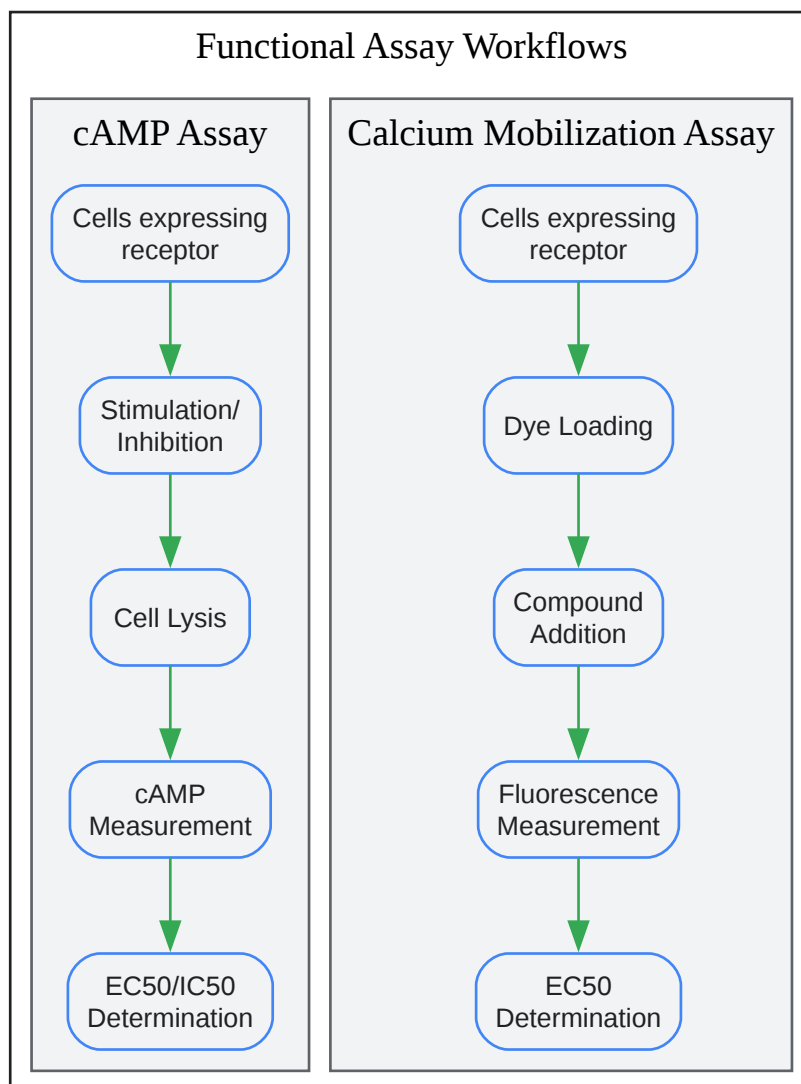 Functional Assay Workflows
cAMP Assay
Cells expressing
receptor
Stimulation/
Inhibition
Cell Lysis
cAMP
Measurement
EC50/IC50
Determination
Calcium Mobilization Assay
Cells expressing
receptor
Dye Loading
Compound
Addition
Fluorescence
Measurement
EC50
Determination